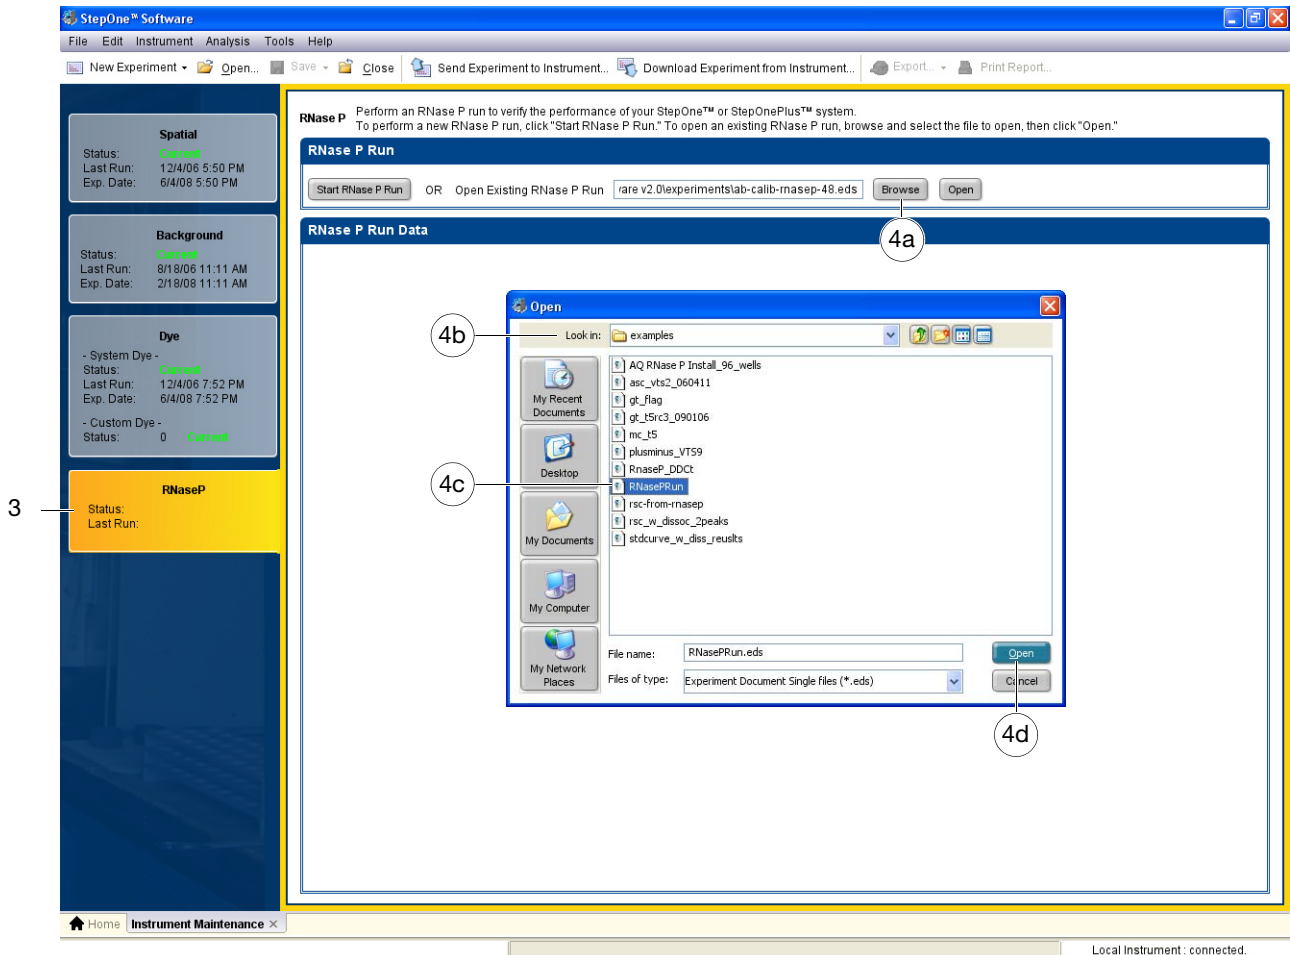 StepOne™ Software
File Edit Instrument Analysis Tools Help
New Experiment Open... Save Close Send Experiment to Instrument... Download Experiment from Instrument... Export... Print Report...
Spatial
Status: Current
Last Run: 12/4/06 5:50 PM
Exp. Date: 6/4/08 5:50 PM
Background
Status: Current
Last Run: 8/18/06 11:11 AM
Exp. Date: 2/18/08 11:11 AM
Dye
- System Dye -
Status: Current
Last Run: 12/4/06 7:52 PM
Exp. Date: 6/4/08 7:52 PM
- Custom Dye -
Status: 0 Current
3
RNaseP
Status:
Last Run:
RNase P
Perform an RNase P run to verify the performance of your StepOne™ or StepOnePlus™ system.
To perform a new RNase P run, click "Start RNase P Run." To open an existing RNase P run, browse and select the file to open, then click "Open."
RNase P Run
Start RNase P Run OR Open Existing RNase P Run are v2.0\experiments\ab-calib-rnasep-48.eds Browse Open
4a
RNase P Run Data
Open
4b
Look in: examples
My Recent Documents
Desktop
My Documents
My Computer
My Network Places
AQ RNase P Install_96_wells
asc_vts2_060411
gt_flag
gt_t5rc3_090106
mc_t5
plusminus_VTS9
RnaseP_DDCt
4c
RNasePRun
rsc-from-rnasep
rsc_w_dissoc_2peaks
stdcurve_w_diss_reuslts
File name: RNasePRun.eds Open
Files of type: Experiment Document Single files (*.eds) Cancel
4d
Home Instrument Maintenance
Local Instrument : connected.